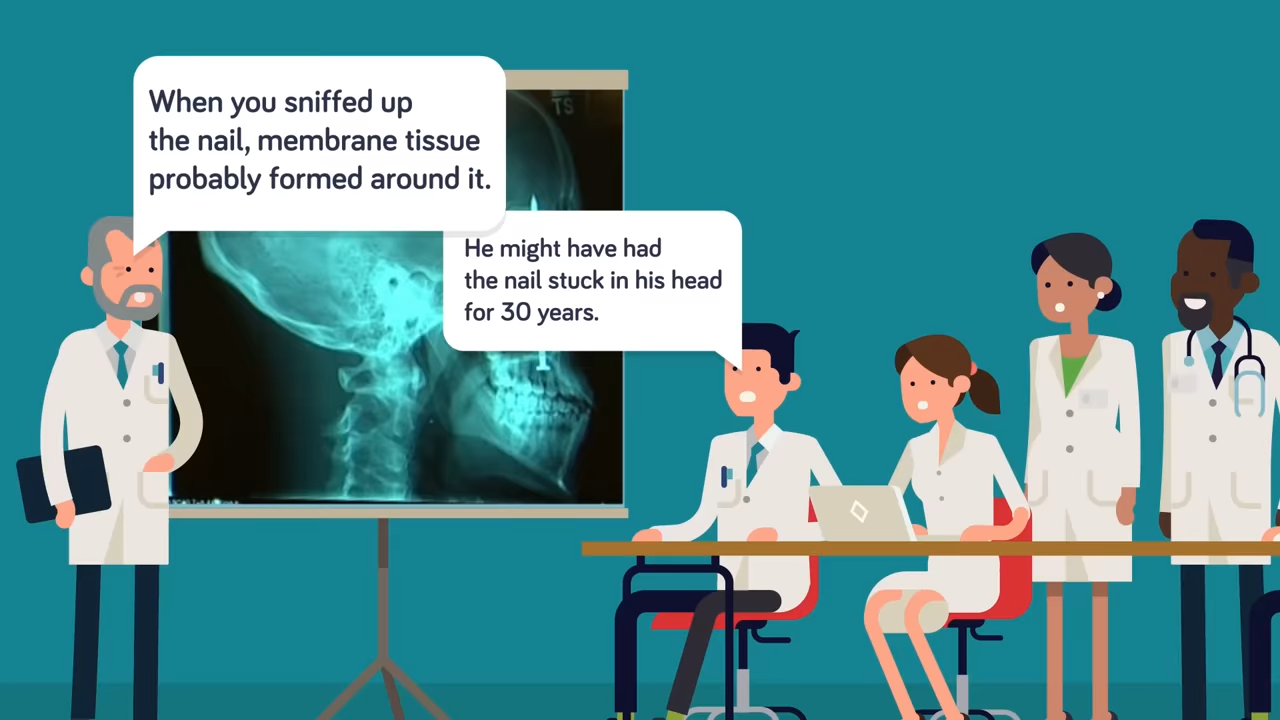 When you sniffed up
the nail, membrane tissue
probably formed around it.
TS
He might have had
the nail stuck in his head
for 30 years.